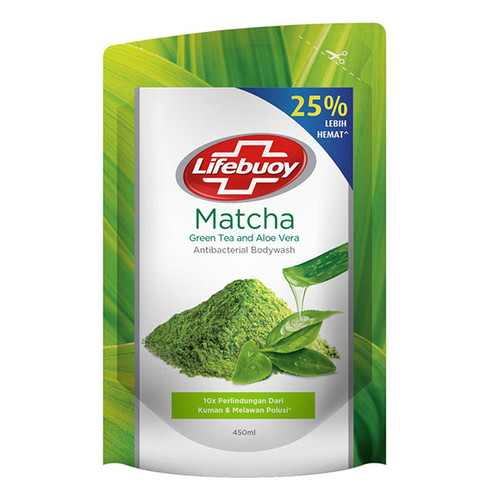 25%
LEBIH
HEMAT^
Lifebuoy
Matcha
Green Tea and Aloe Vera
Antibacterial Bodywash
10x Perlindungan Dari
Kuman & Melawan Polusi*
450ml